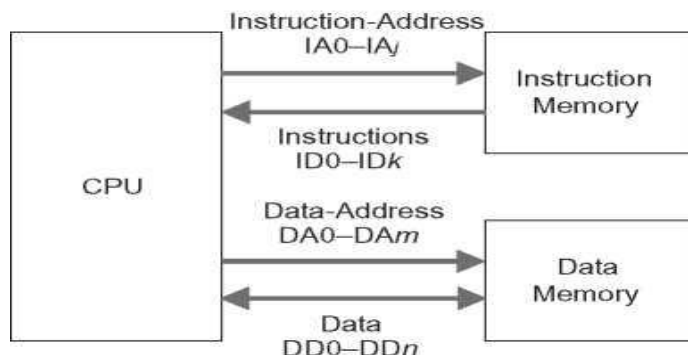 Instruction-Address
IA0–IAj
Instruction
Memory
Instructions
ID0–IDk
CPU
Data-Address
DA0–DAm
Data
Memory
Data
DD0–DDn